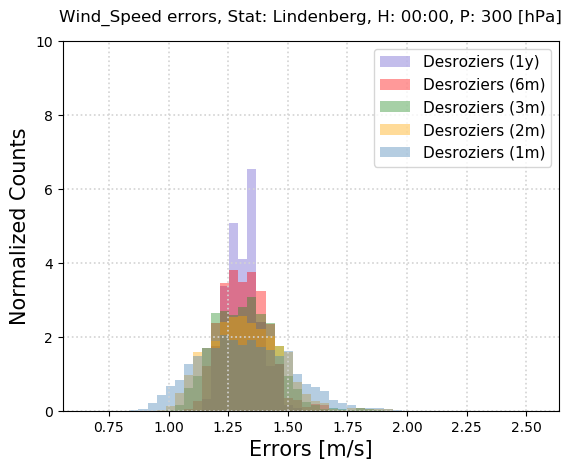 Wind_Speed errors, Stat: Lindenberg, H: 00:00, P: 300 [hPa]
10
8
6
4
2
0
Normalized Counts
Desroziers (1y)
Desroziers (6m)
Desroziers (3m)
Desroziers (2m)
Desroziers (1m)
0.75 1.00 1.25 1.50 1.75 2.00 2.25 2.50
Errors [m/s]